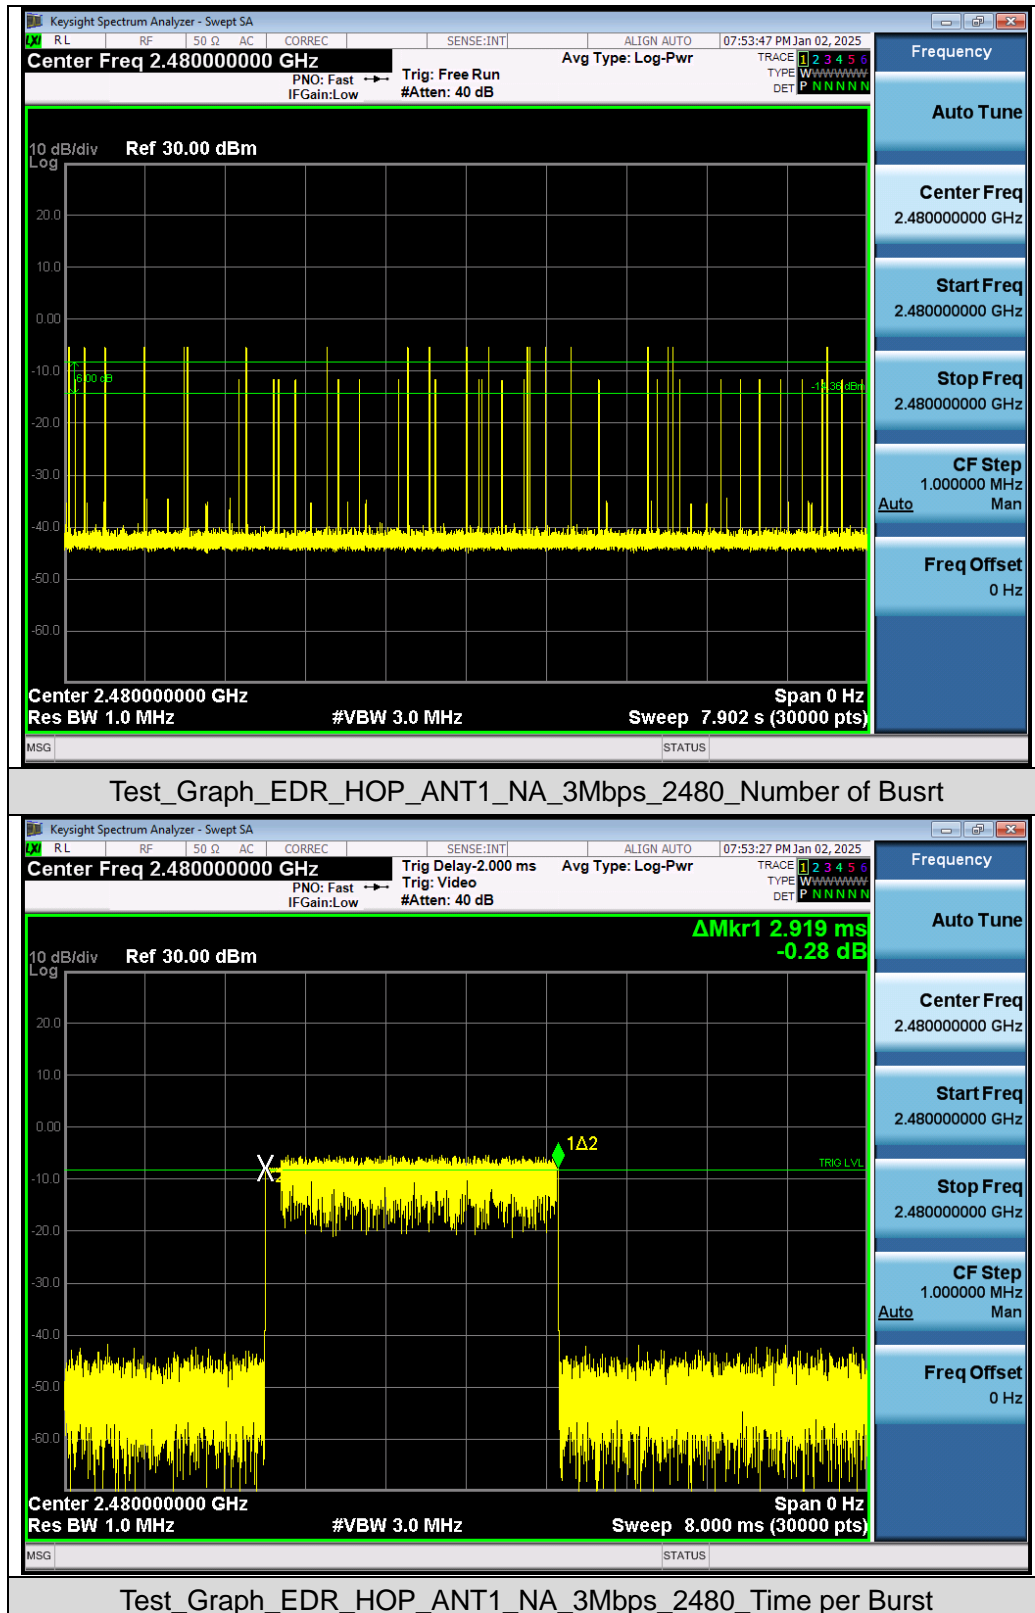 Keysight Spectrum Analyzer - Swept SA
LXI RL RF 50 Ω AC CORREC SENSE:INT ALIGN AUTO 07:53:47 PM Jan 02, 2025
Center Freq 2.480000000 GHz Avg Type: Log-Pwr TRACE 1 2 3 4 5 6
PNO: Fast Trig: Free Run TYPE WWWWWW
IFGain:Low #Atten: 40 dB DET P N N N N N
Frequency
Auto Tune
10 dB/div Ref 30.00 dBm
Log
20.0
10.0
0.00
-10.0
6.00 dB
-14.36 dBm
-20.0
-30.0
-40.0
-50.0
-60.0
Center 2.480000000 GHz Span 0 Hz
Res BW 1.0 MHz #VBW 3.0 MHz Sweep 7.902 s (30000 pts)
MSG STATUS
Center Freq
2.480000000 GHz
Start Freq
2.480000000 GHz
Stop Freq
2.480000000 GHz
CF Step
1.000000 MHz
Auto Man
Freq Offset
0 Hz
Test_Graph_EDR_HOP_ANT1_NA_3Mbps_2480_Number of Busrt
Keysight Spectrum Analyzer - Swept SA
LXI RL RF 50 Ω AC CORREC SENSE:INT ALIGN AUTO 07:53:27 PM Jan 02, 2025
Center Freq 2.480000000 GHz Trig Delay-2.000 ms Avg Type: Log-Pwr TRACE 1 2 3 4 5 6
PNO: Fast Trig: Video TYPE WWWWWW
IFGain:Low #Atten: 40 dB DET P N N N N N
Frequency
Auto Tune
ΔMkr1 2.919 ms
-0.28 dB
10 dB/div Ref 30.00 dBm
Log
20.0
10.0
0.00
1Δ2
TRIG LVL
-10.0
-20.0
-30.0
-40.0
-50.0
-60.0
Center 2.480000000 GHz Span 0 Hz
Res BW 1.0 MHz #VBW 3.0 MHz Sweep 8.000 ms (30000 pts)
MSG STATUS
Center Freq
2.480000000 GHz
Start Freq
2.480000000 GHz
Stop Freq
2.480000000 GHz
CF Step
1.000000 MHz
Auto Man
Freq Offset
0 Hz
Test_Graph_EDR_HOP_ANT1_NA_3Mbps_2480_Time per Burst